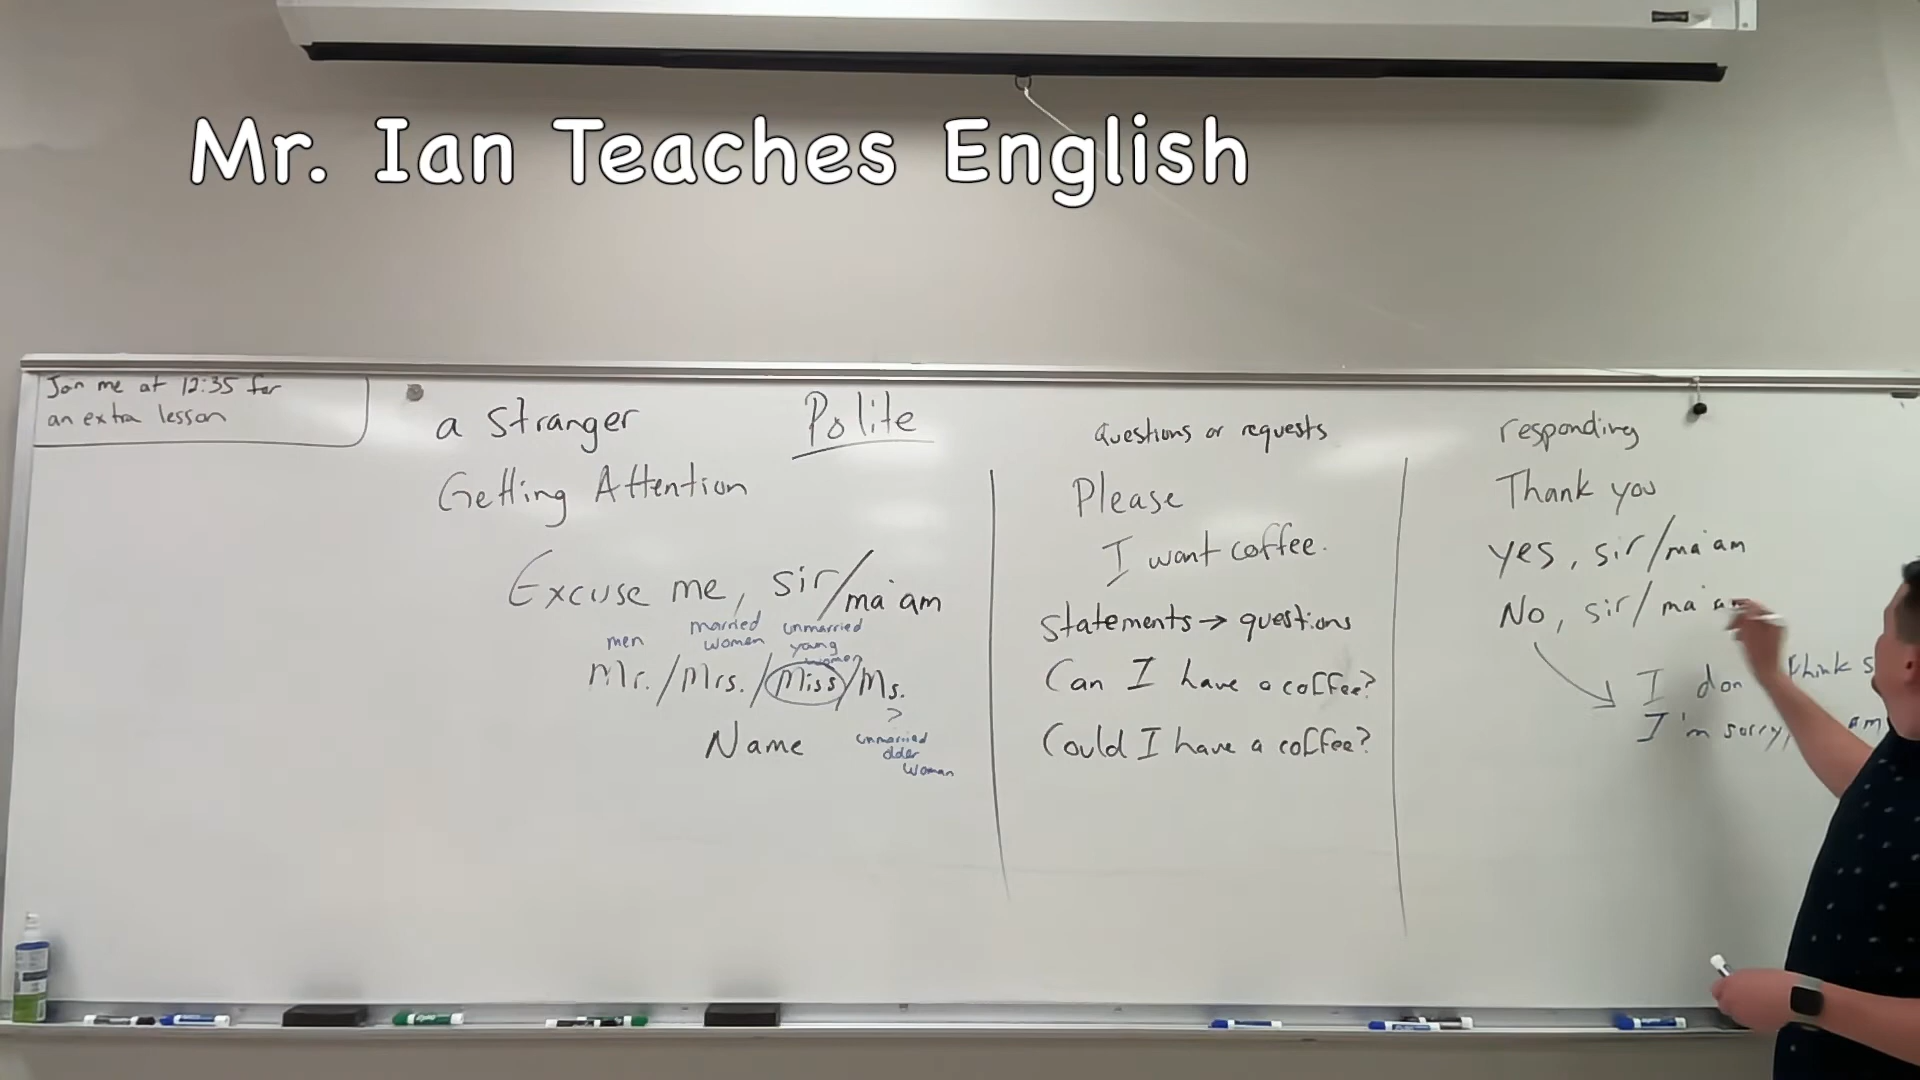 Mr. Ian Teaches English
Join me at 12:35 for
an extra lesson
a stranger
Polite
Getting Attention
Excuse me, sir/ma'am
men
married women
unmarried young women
Mr./Mrs./Miss/Ms.
Name
unmarried older woman
questions or requests
Please
I want coffee.
statements → questions
Can I have a coffee?
Could I have a coffee?
responding
Thank you
Yes, sir/ma'am
No, sir/ma'am
I don think s
I'm sorry, am